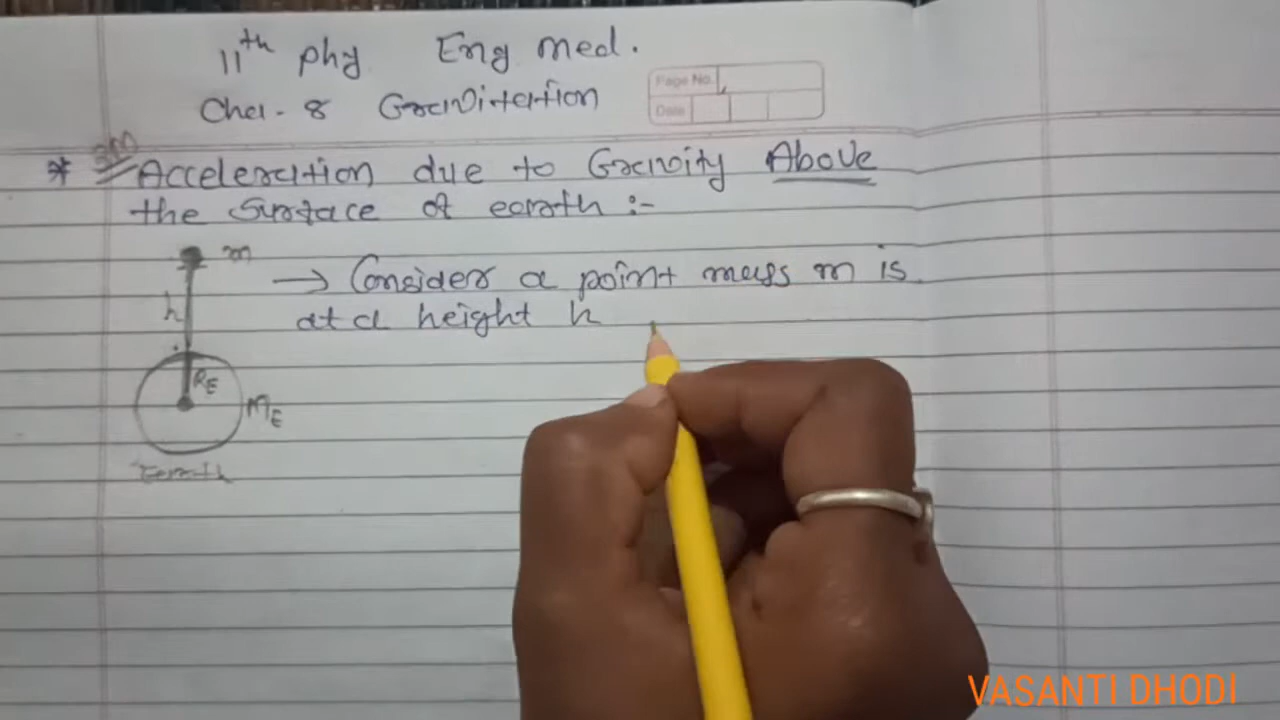 11th phy Eng med.
Cha - 8 Gravitation
Page No.
Date
* Acceleration due to Gravity Above
the Surface of earth :-
m
→ Consider a point mass m is
at a height h
h
RE
ME
Earth
VASANTI DHODI